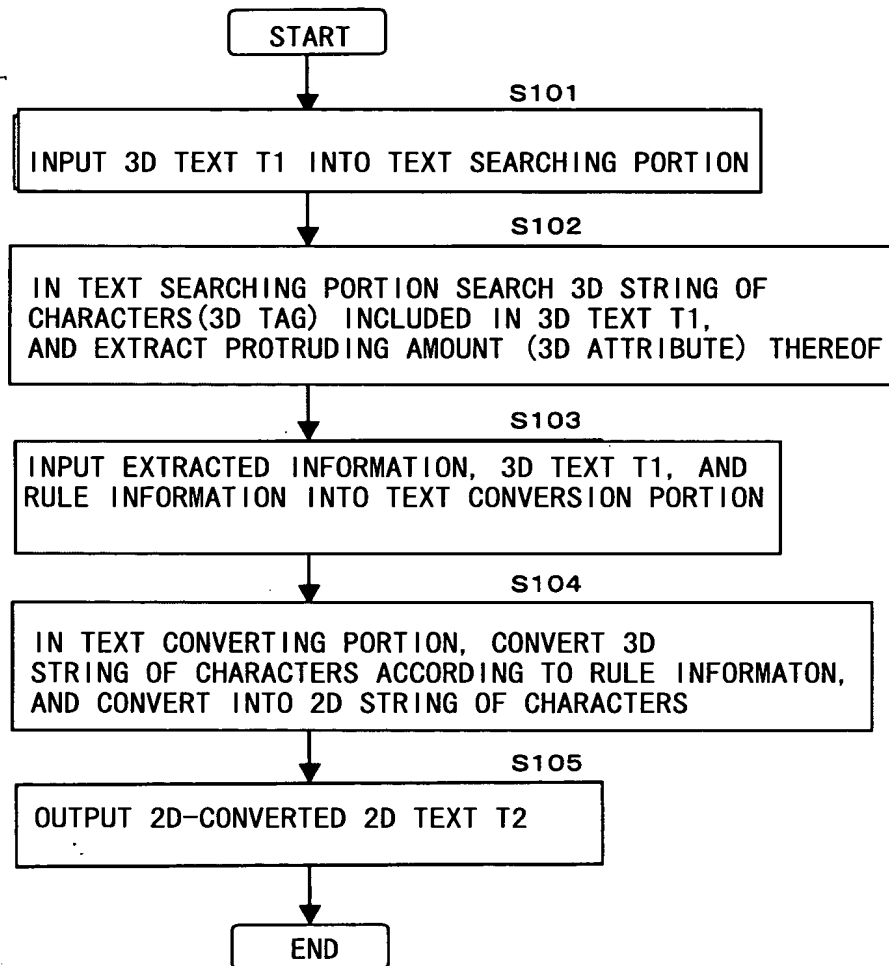 START
S101
INPUT 3D TEXT T1 INTO TEXT SEARCHING PORTION
S102
IN TEXT SEARCHING PORTION SEARCH 3D STRING OF
CHARACTERS(3D TAG) INCLUDED IN 3D TEXT T1,
AND EXTRACT PROTRUDING AMOUNT (3D ATTRIBUTE) THEREOF
S103
INPUT EXTRACTED INFORMATION, 3D TEXT T1, AND
RULE INFORMATION INTO TEXT CONVERSION PORTION
S104
IN TEXT CONVERTING PORTION, CONVERT 3D
STRING OF CHARACTERS ACCORDING TO RULE INFORMATON,
AND CONVERT INTO 2D STRING OF CHARACTERS
S105
OUTPUT 2D-CONVERTED 2D TEXT T2
END